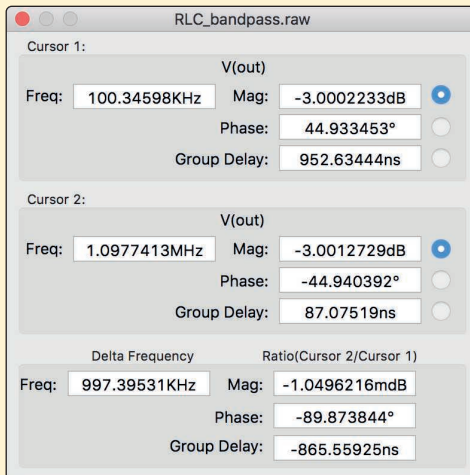 RLC_bandpass.raw
Cursor 1:
V(out)
Freq: 100.34598KHz Mag: -3.0002233dB
Phase: 44.933453°
Group Delay: 952.63444ns
Cursor 2:
V(out)
Freq: 1.0977413MHz Mag: -3.0012729dB
Phase: -44.940392°
Group Delay: 87.07519ns
Delta Frequency Ratio(Cursor 2/Cursor 1)
Freq: 997.39531KHz Mag: -1.0496216mdB
Phase: -89.873844°
Group Delay: -865.55925ns